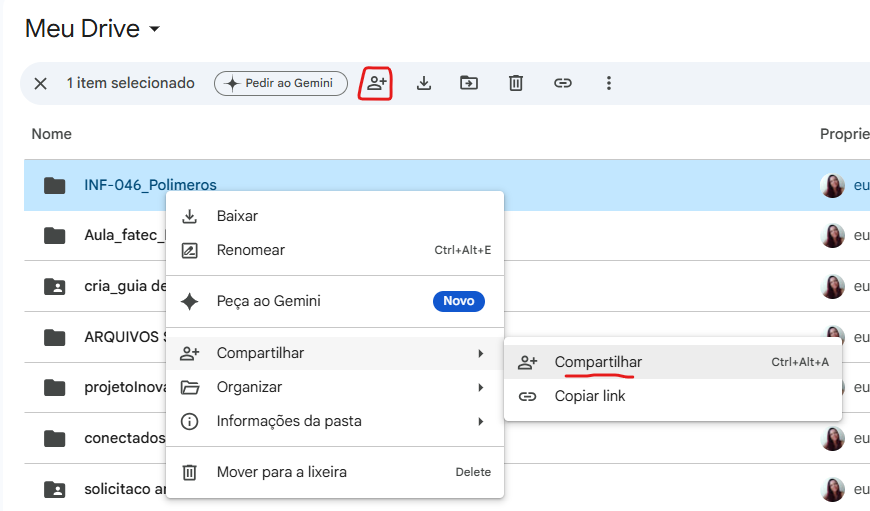 Meu Drive
1 item selecionado
Pedir ao Gemini
Nome
Proprie
INF-046_Polimeros
eu
Baixar
Aula_fatec_
eu
Renomear
Ctrl+Alt+E
cria_guia de
eu
Peça ao Gemini
Novo
ARQUIVOS S
eu
Compartilhar
Compartilhar
Ctrl+Alt+A
projetoInova
Organizar
Copiar link
eu
Informações da pasta
conectados
eu
Mover para a lixeira
Delete
solicitaco ar
eu